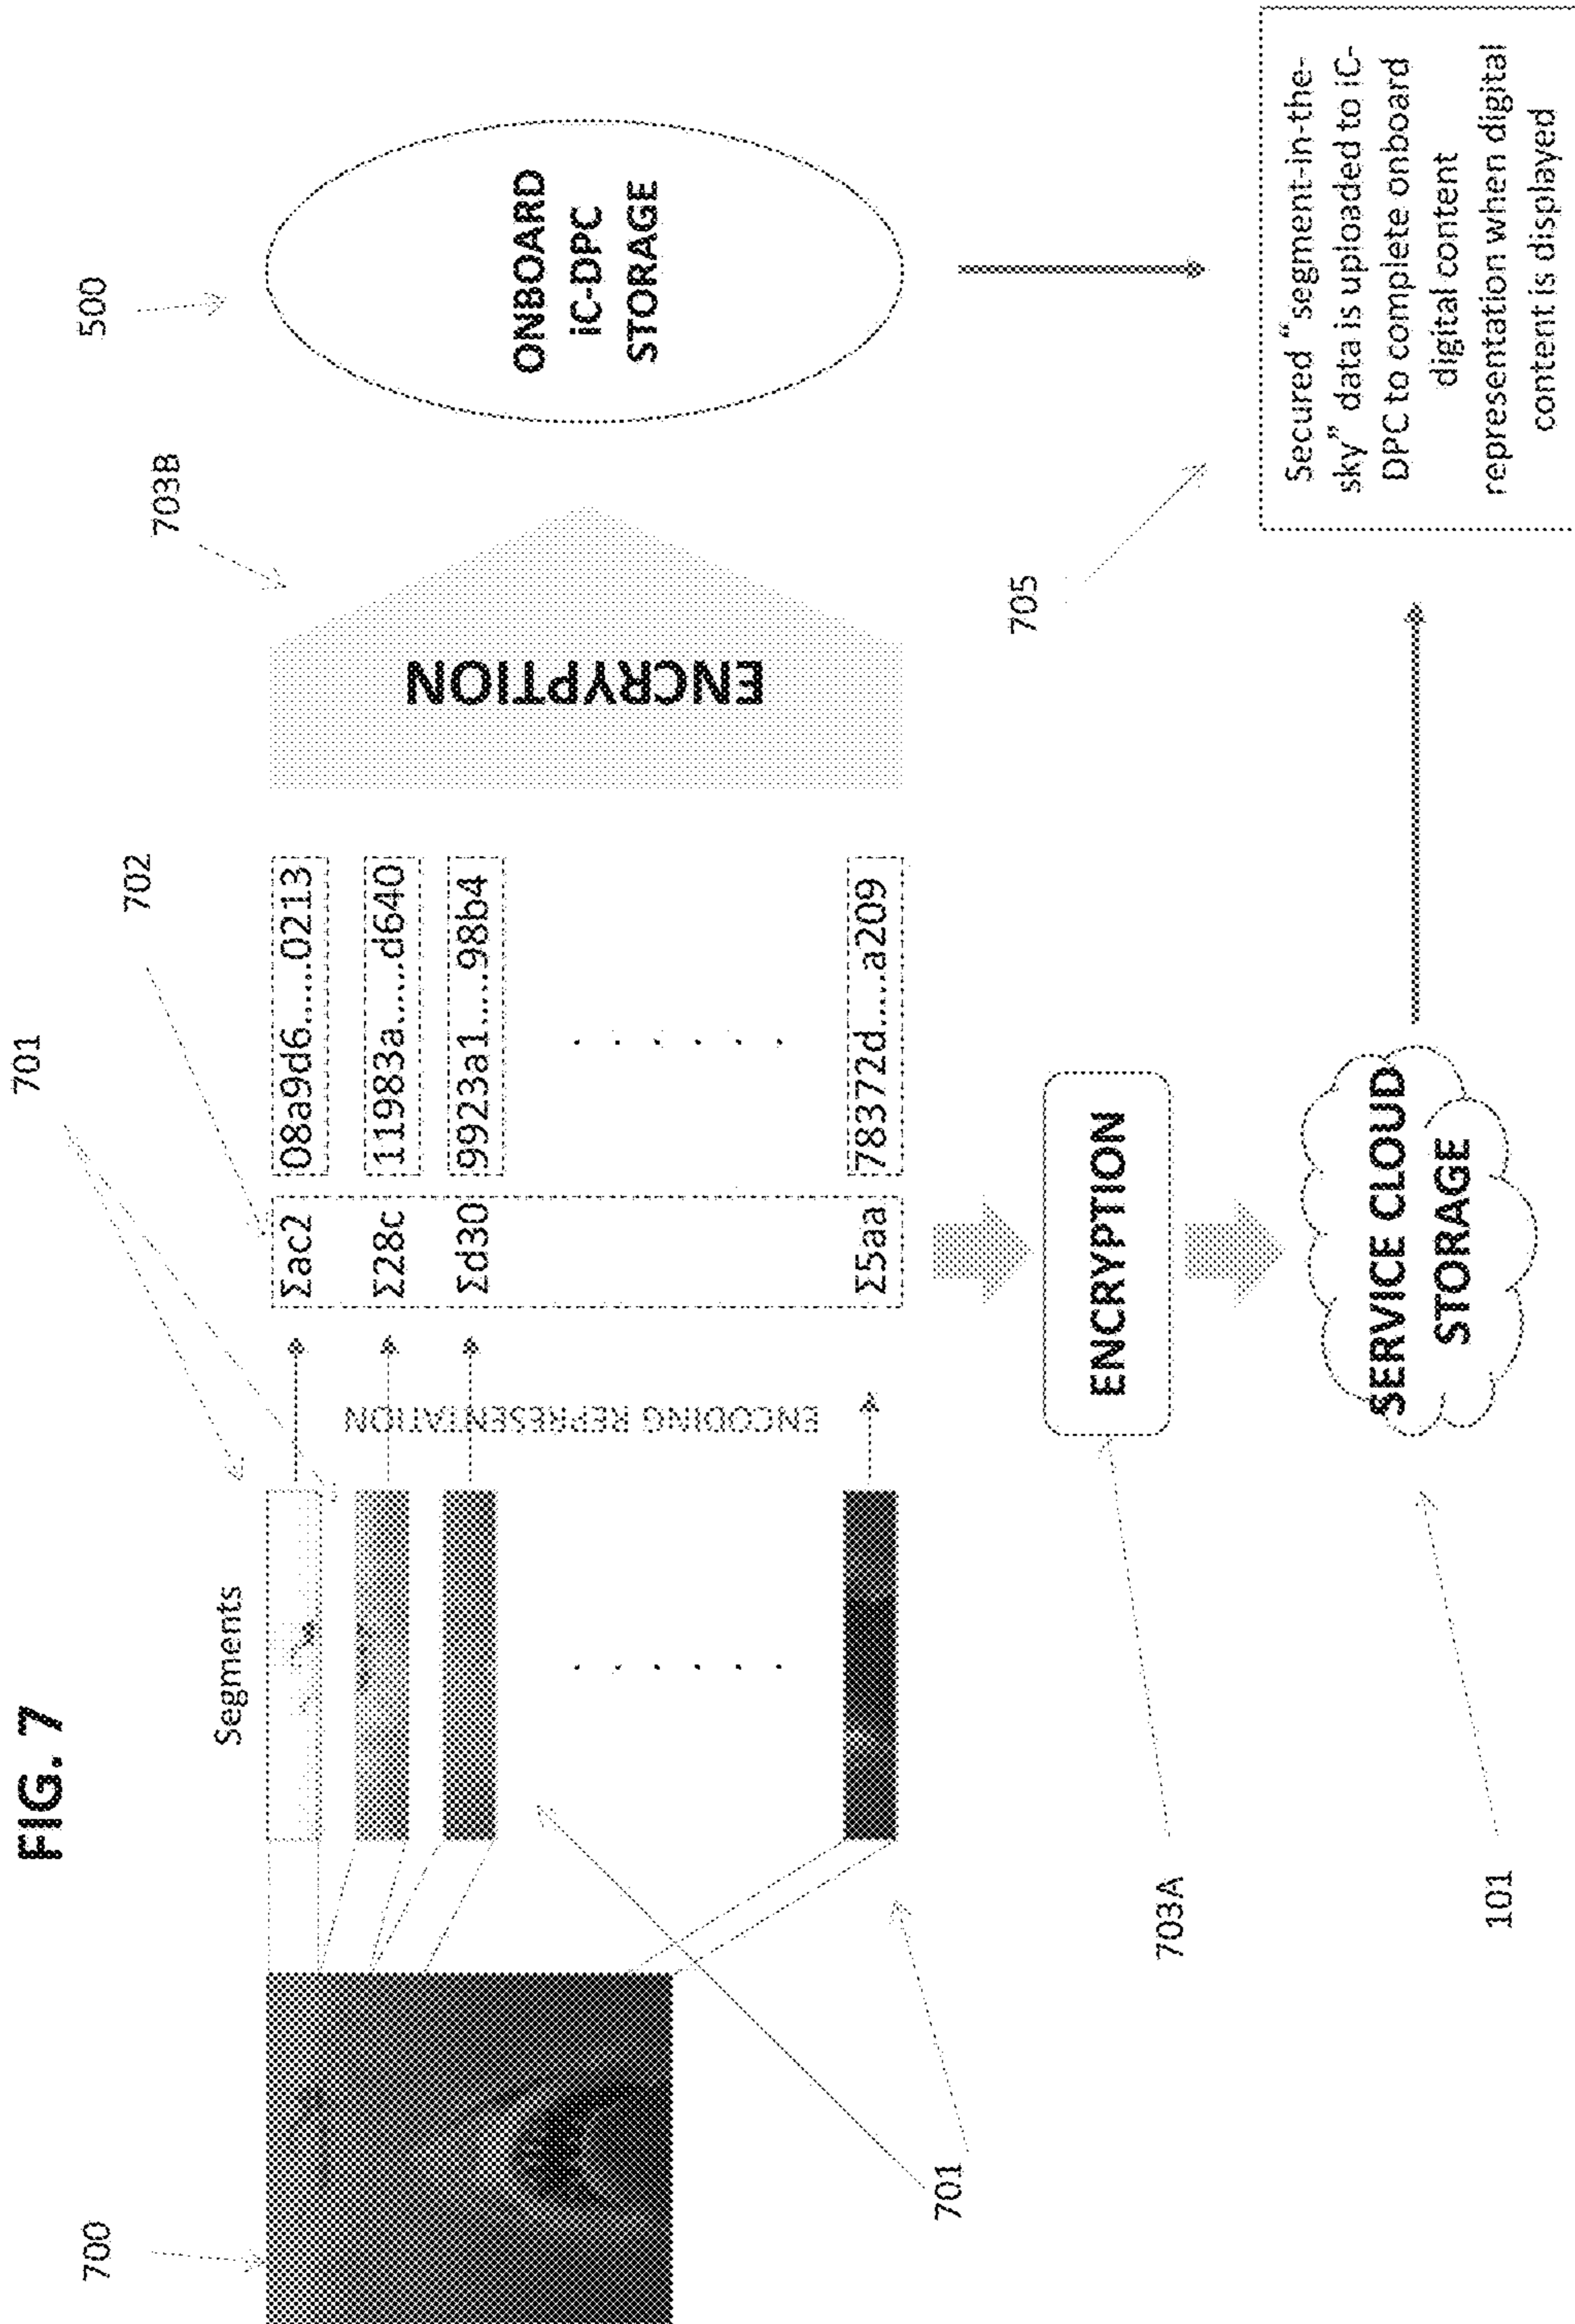 FIG. 7
700
701
702
703B
500
Segments
ENCODING REPRESENTATION
Σac2 08a9d6.....0213
Σ28c 11983a.....d640
Σd30 9923a1.....98b4
. . . . . .
Σ5aa 78372d.....a209
ENCRYPTION
ONBOARD
iC-DPC
STORAGE
701
703A
ENCRYPTION
705
101
SERVICE CLOUD
STORAGE
Secured “segment-in-the-
sky” data is uploaded to iC-
DPC to complete onboard
digital content
representation when digital
content is displayed